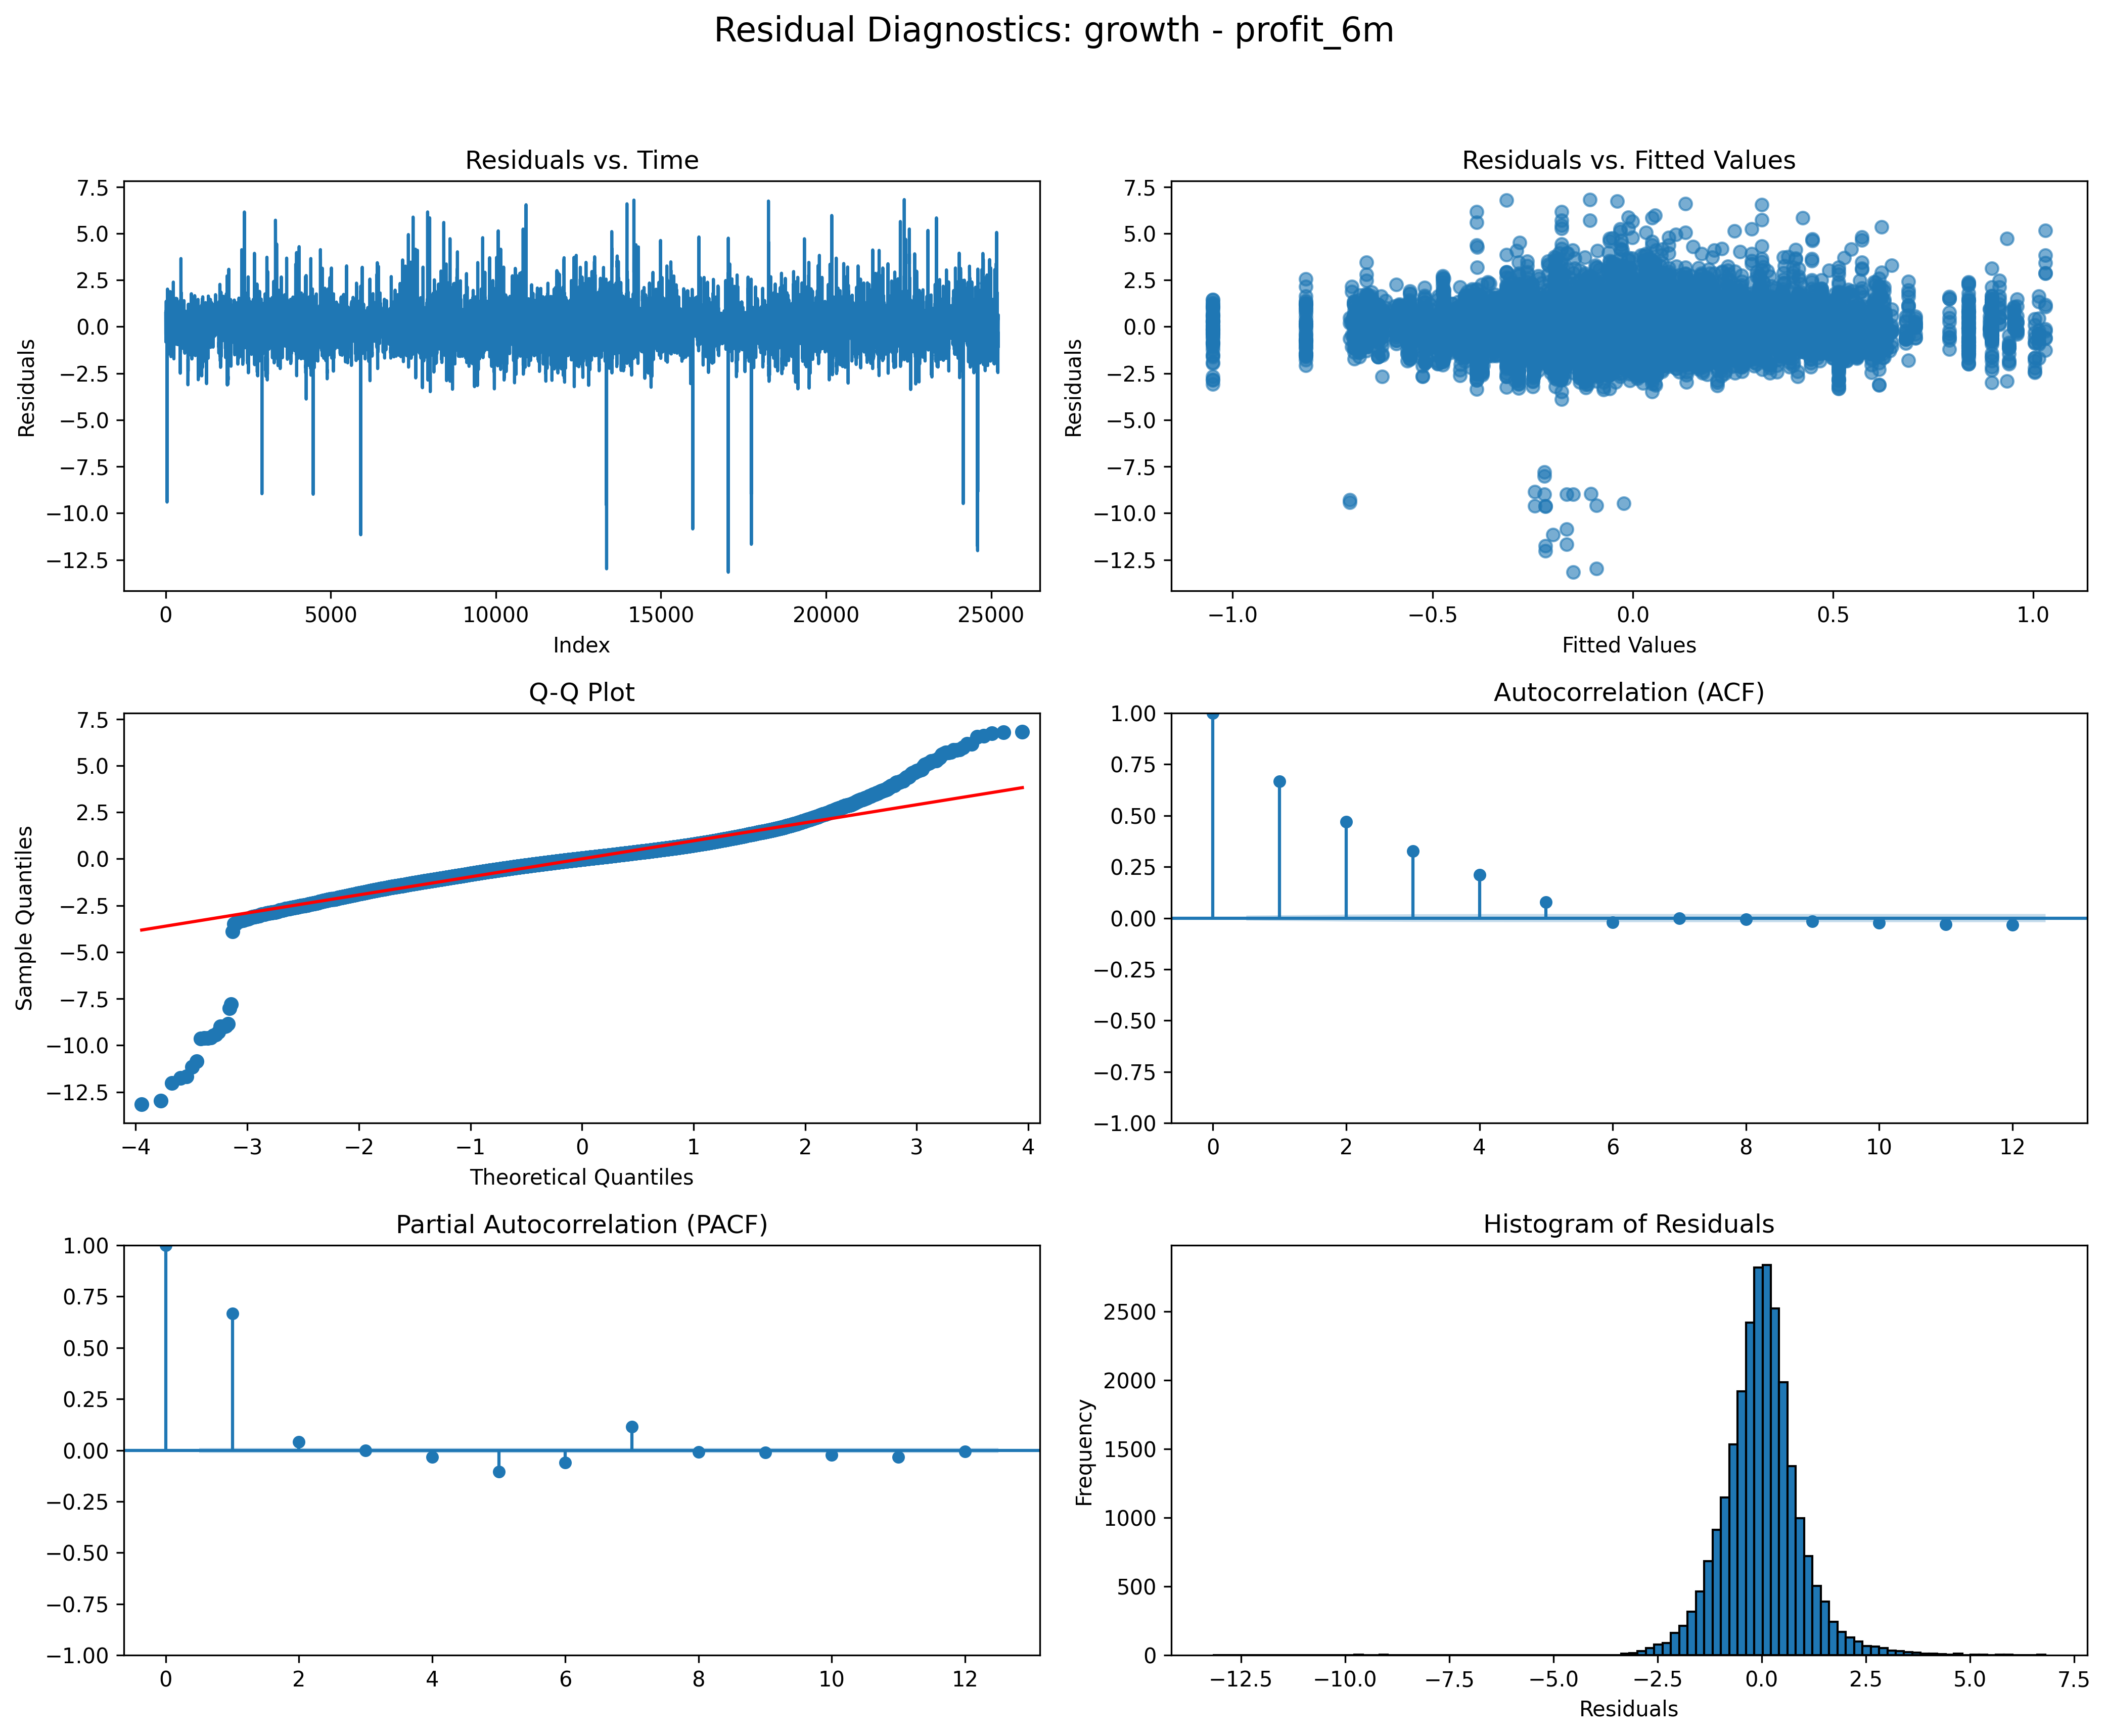 Residual Diagnostics: growth - profit_6m
Residuals vs. Time
7.5
5.0
2.5
0.0
−2.5
−5.0
−7.5
−10.0
−12.5
Residuals
0 5000 10000 15000 20000 25000
Index
Residuals vs. Fitted Values
7.5
5.0
2.5
0.0
−2.5
−5.0
−7.5
−10.0
−12.5
Residuals
−1.0 −0.5 0.0 0.5 1.0
Fitted Values
Q-Q Plot
7.5
5.0
2.5
0.0
−2.5
−5.0
−7.5
−10.0
−12.5
Sample Quantiles
−4 −3 −2 −1 0 1 2 3 4
Theoretical Quantiles
Autocorrelation (ACF)
1.00
0.75
0.50
0.25
0.00
−0.25
−0.50
−0.75
−1.00
0 2 4 6 8 10 12
Partial Autocorrelation (PACF)
1.00
0.75
0.50
0.25
0.00
−0.25
−0.50
−0.75
−1.00
0 2 4 6 8 10 12
Histogram of Residuals
2500
2000
1500
1000
500
0
Frequency
−12.5 −10.0 −7.5 −5.0 −2.5 0.0 2.5 5.0 7.5
Residuals